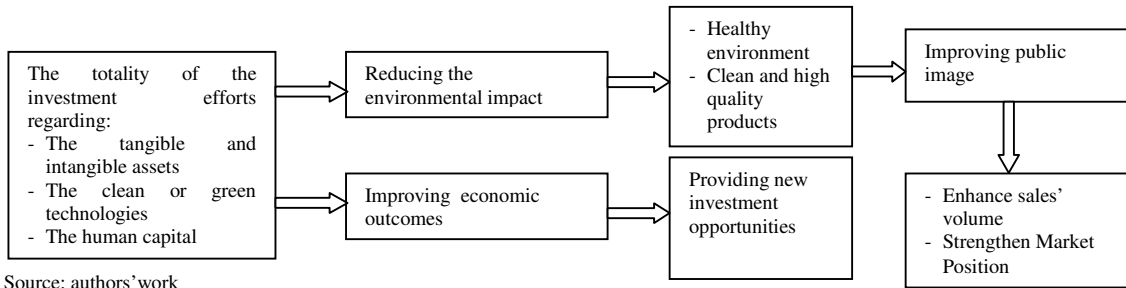 The totality of the
investment efforts
regarding:
- The tangible and
intangible assets
- The clean or green
technologies
- The human capital
Reducing the
environmental impact
- Healthy
environment
- Clean and high
quality
products
Improving public
image
Improving economic
outcomes
Providing new
investment
opportunities
- Enhance sales'
volume
- Strengthen Market
Position
Source: authors'work